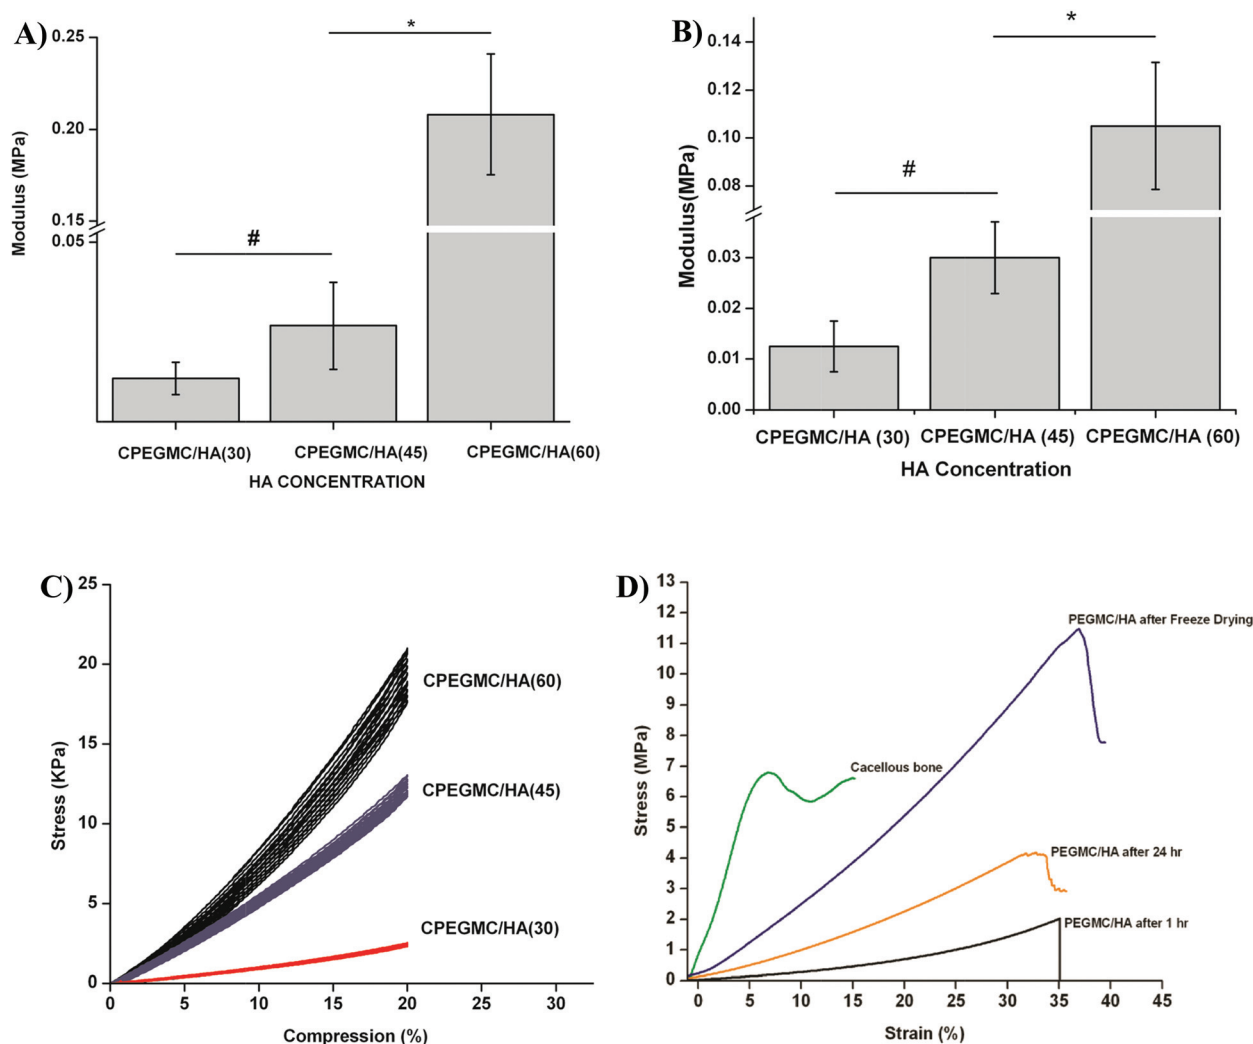 A)
*
0.25
0.20
0.15
0.05
Modulus (MPa)
#
CPEGMC/HA(30) CPEGMC/HA(45) CPEGMC/HA(60)
HA CONCENTRATION
B)
*
0.14
0.12
0.10
0.08
0.03
0.02
0.01
0.00
Modulus(MPa)
#
CPEGMC/HA (30) CPEGMC/HA (45) CPEGMC/HA (60)
HA Concentration
C)
25
20
15
10
5
0
Stress (KPa)
CPEGMC/HA(60)
CPEGMC/HA(45)
CPEGMC/HA(30)
0 5 10 15 20 25 30
Compression (%)
D)
13
12
11
10
9
8
7
6
5
4
3
2
1
0
Stress (MPa)
PEGMC/HA after Freeze Drying
Cacellous bone
PEGMC/HA after 24 hr
PEGMC/HA after 1 hr
0 5 10 15 20 25 30 35 40 45
Strain (%)